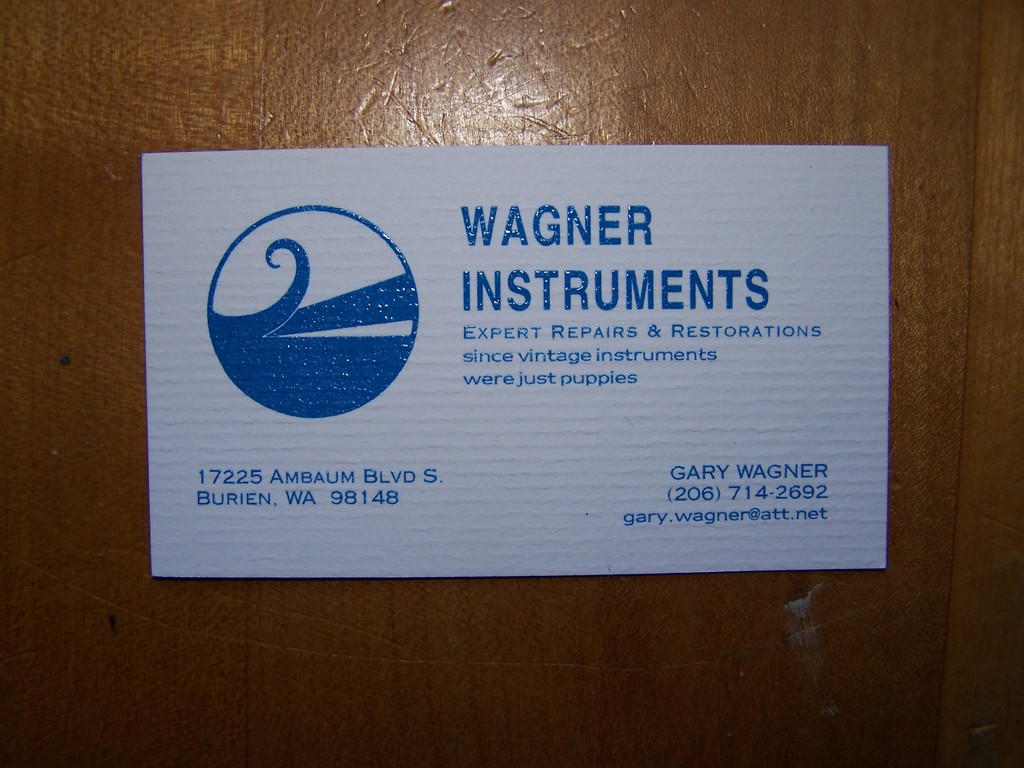 WAGNER
INSTRUMENTS
EXPERT REPAIRS & RESTORATIONS
since vintage instruments
were just puppies
17225 AMBAUM BLVD S.
BURIEN, WA 98148
GARY WAGNER
(206) 714-2692
gary.wagner@att.net